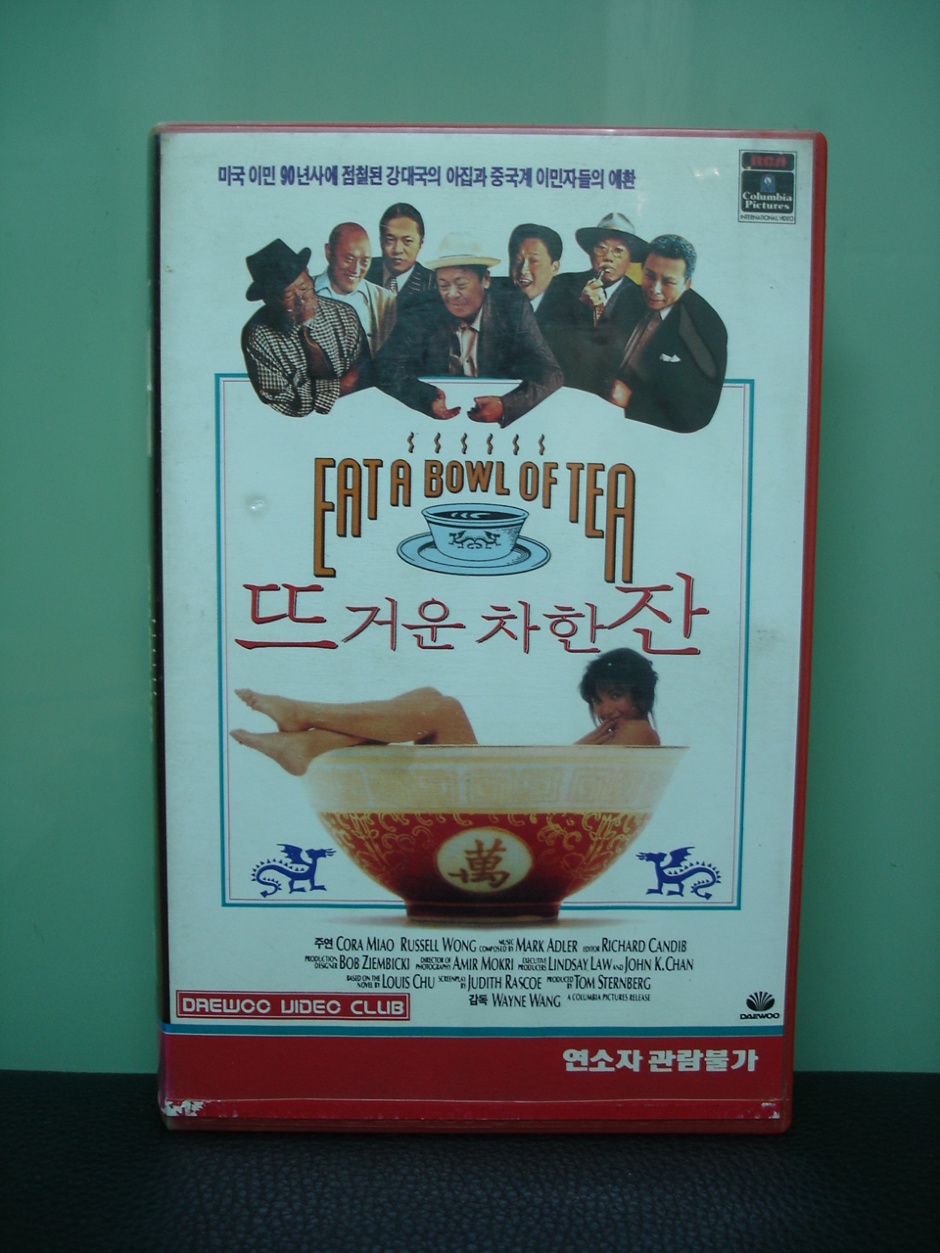 미국 이민 90년사에 점철된 강대국의 아집과 중국계 이민자들의 애환
RCA
Columbia
Pictures
INTERNATIONAL VIDEO
EAT A BOWL OF TEA
뜨거운 차한잔
萬
주연 CORA MIAO RUSSELL WONG MUSIC COMPOSED BY MARK ADLER EDITOR RICHARD CANDIB
PRODUCTION DESIGNER BOB ZIEMBICKI DIRECTOR OF PHOTOGRAPHY AMIR MOKRI EXECUTIVE PRODUCERS LINDSAY LAW AND JOHN K. CHAN
BASED ON THE NOVEL BY LOUIS CHU SCREENPLAY BY JUDITH RASCOE PRODUCED BY TOM STERNBERG
감독 WAYNE WANG A COLUMBIA PICTURES RELEASE
DAEWOO VIDEO CLUB
DAEWOO
연소자 관람불가